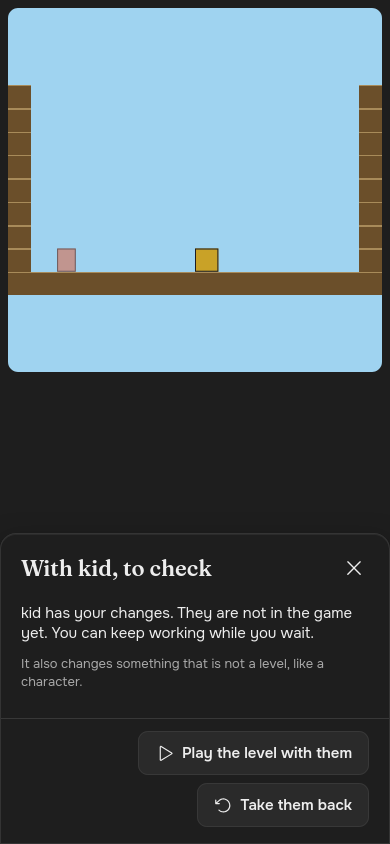 With kid, to check
kid has your changes. They are not in the game
yet. You can keep working while you wait.
It also changes something that is not a level, like a
character.
Play the level with them
Take them back